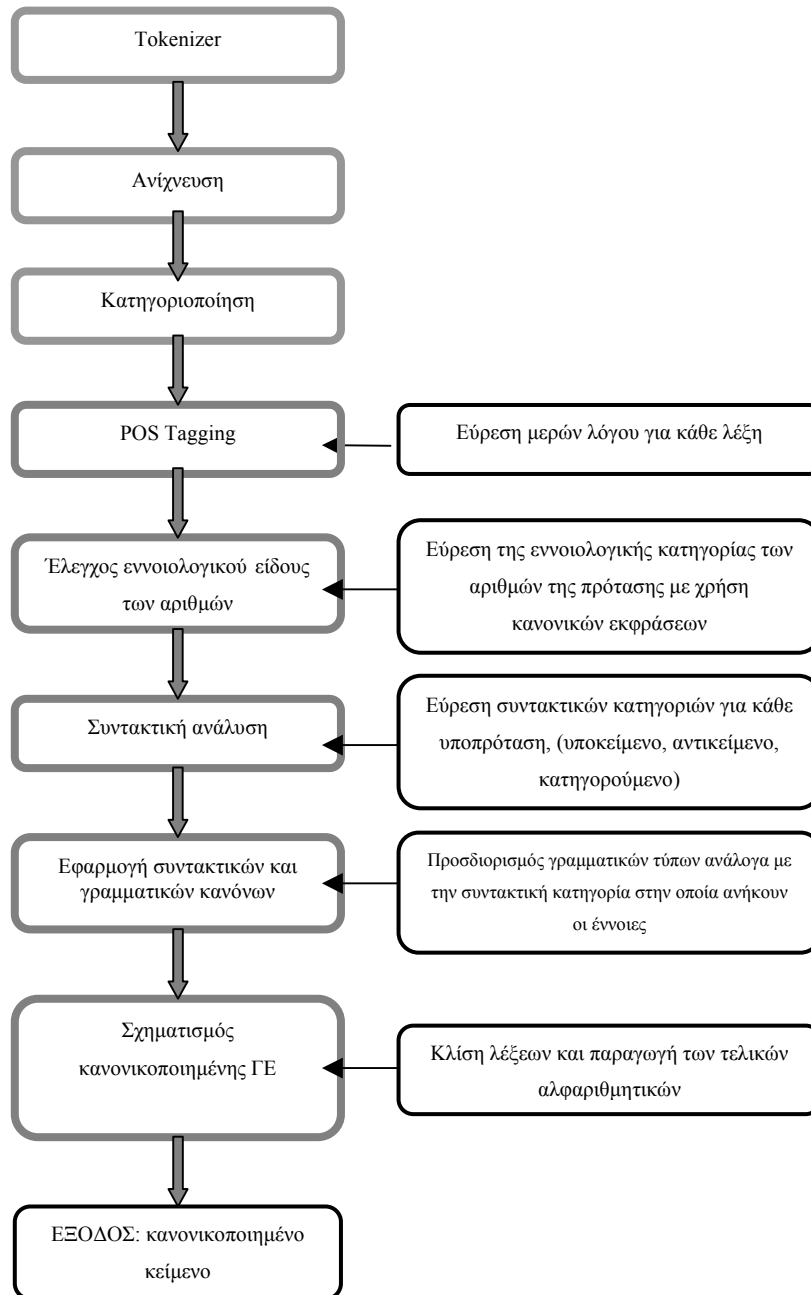 Tokenizer
Ανίχνευση
Κατηγοριοποίηση
POS Tagging
Εύρεση μερών λόγου για κάθε λέξη
Έλεγχος εννοιολογικού είδους
των αριθμών
Εύρεση της εννοιολογικής κατηγορίας των
αριθμών της πρότασης με χρήση
κανονικών εκφράσεων
Συντακτική ανάλυση
Εύρεση συντακτικών κατηγοριών για κάθε
υποπρόταση, (υποκείμενο, αντικείμενο,
κατηγορούμενο)
Εφαρμογή συντακτικών και
γραμματικών κανόνων
Προσδιορισμός γραμματικών τύπων ανάλογα με
την συντακτική κατηγορία στην οποία ανήκουν
οι έννοιες
Σχηματισμός
κανονικοποιημένης ΓΕ
Κλίση λέξεων και παραγωγή των τελικών
αλφαριθμητικών
ΕΞΟΔΟΣ: κανονικοποιημένο
κείμενο